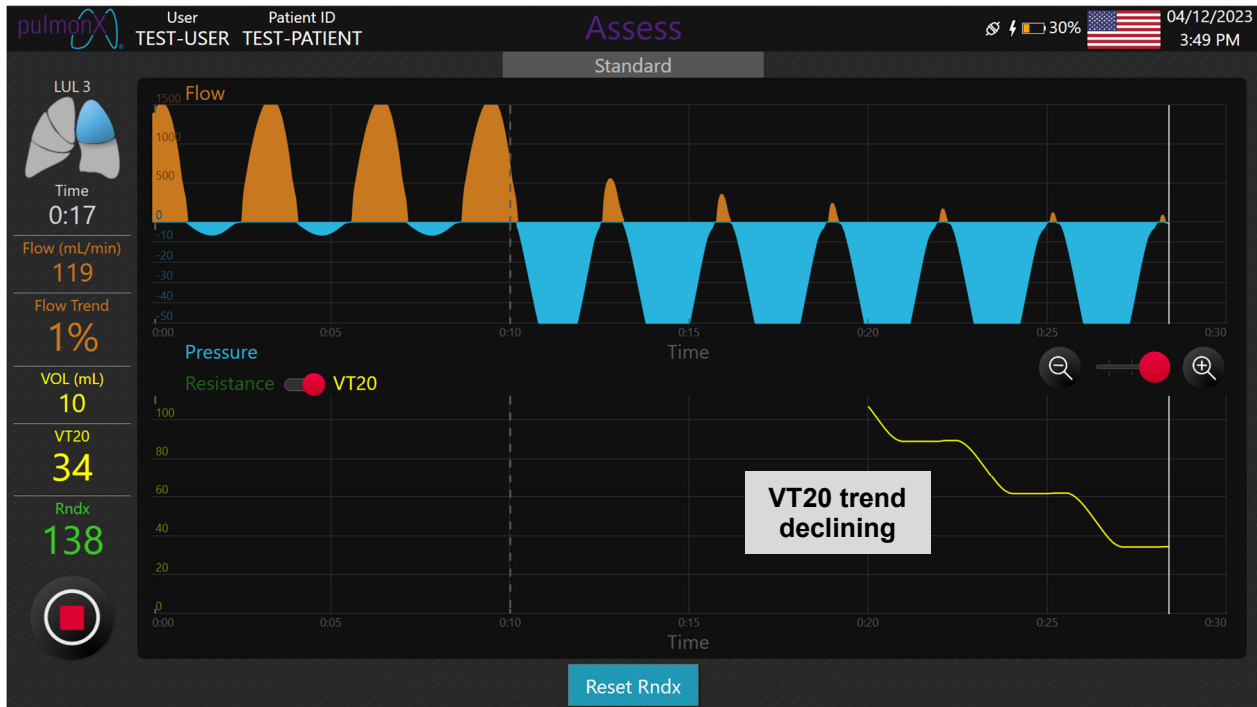 pulmonX®
User
TEST-USER
Patient ID
TEST-PATIENT
Assess
30%
04/12/2023
3:49 PM
Standard
LUL 3
Time
0:17
Flow (mL/min)
119
Flow Trend
1%
VOL (mL)
10
VT20
34
Rndx
138
Flow
1500
1000
500
0
-10
-20
-30
-40
-50
0:00 0:05 0:10 0:15 0:20 0:25 0:30
Time
Pressure
Resistance VT20
100
80
60
40
20
0
VT20 trend
declining
0:00 0:05 0:10 0:15 0:20 0:25 0:30
Time
Reset Rndx